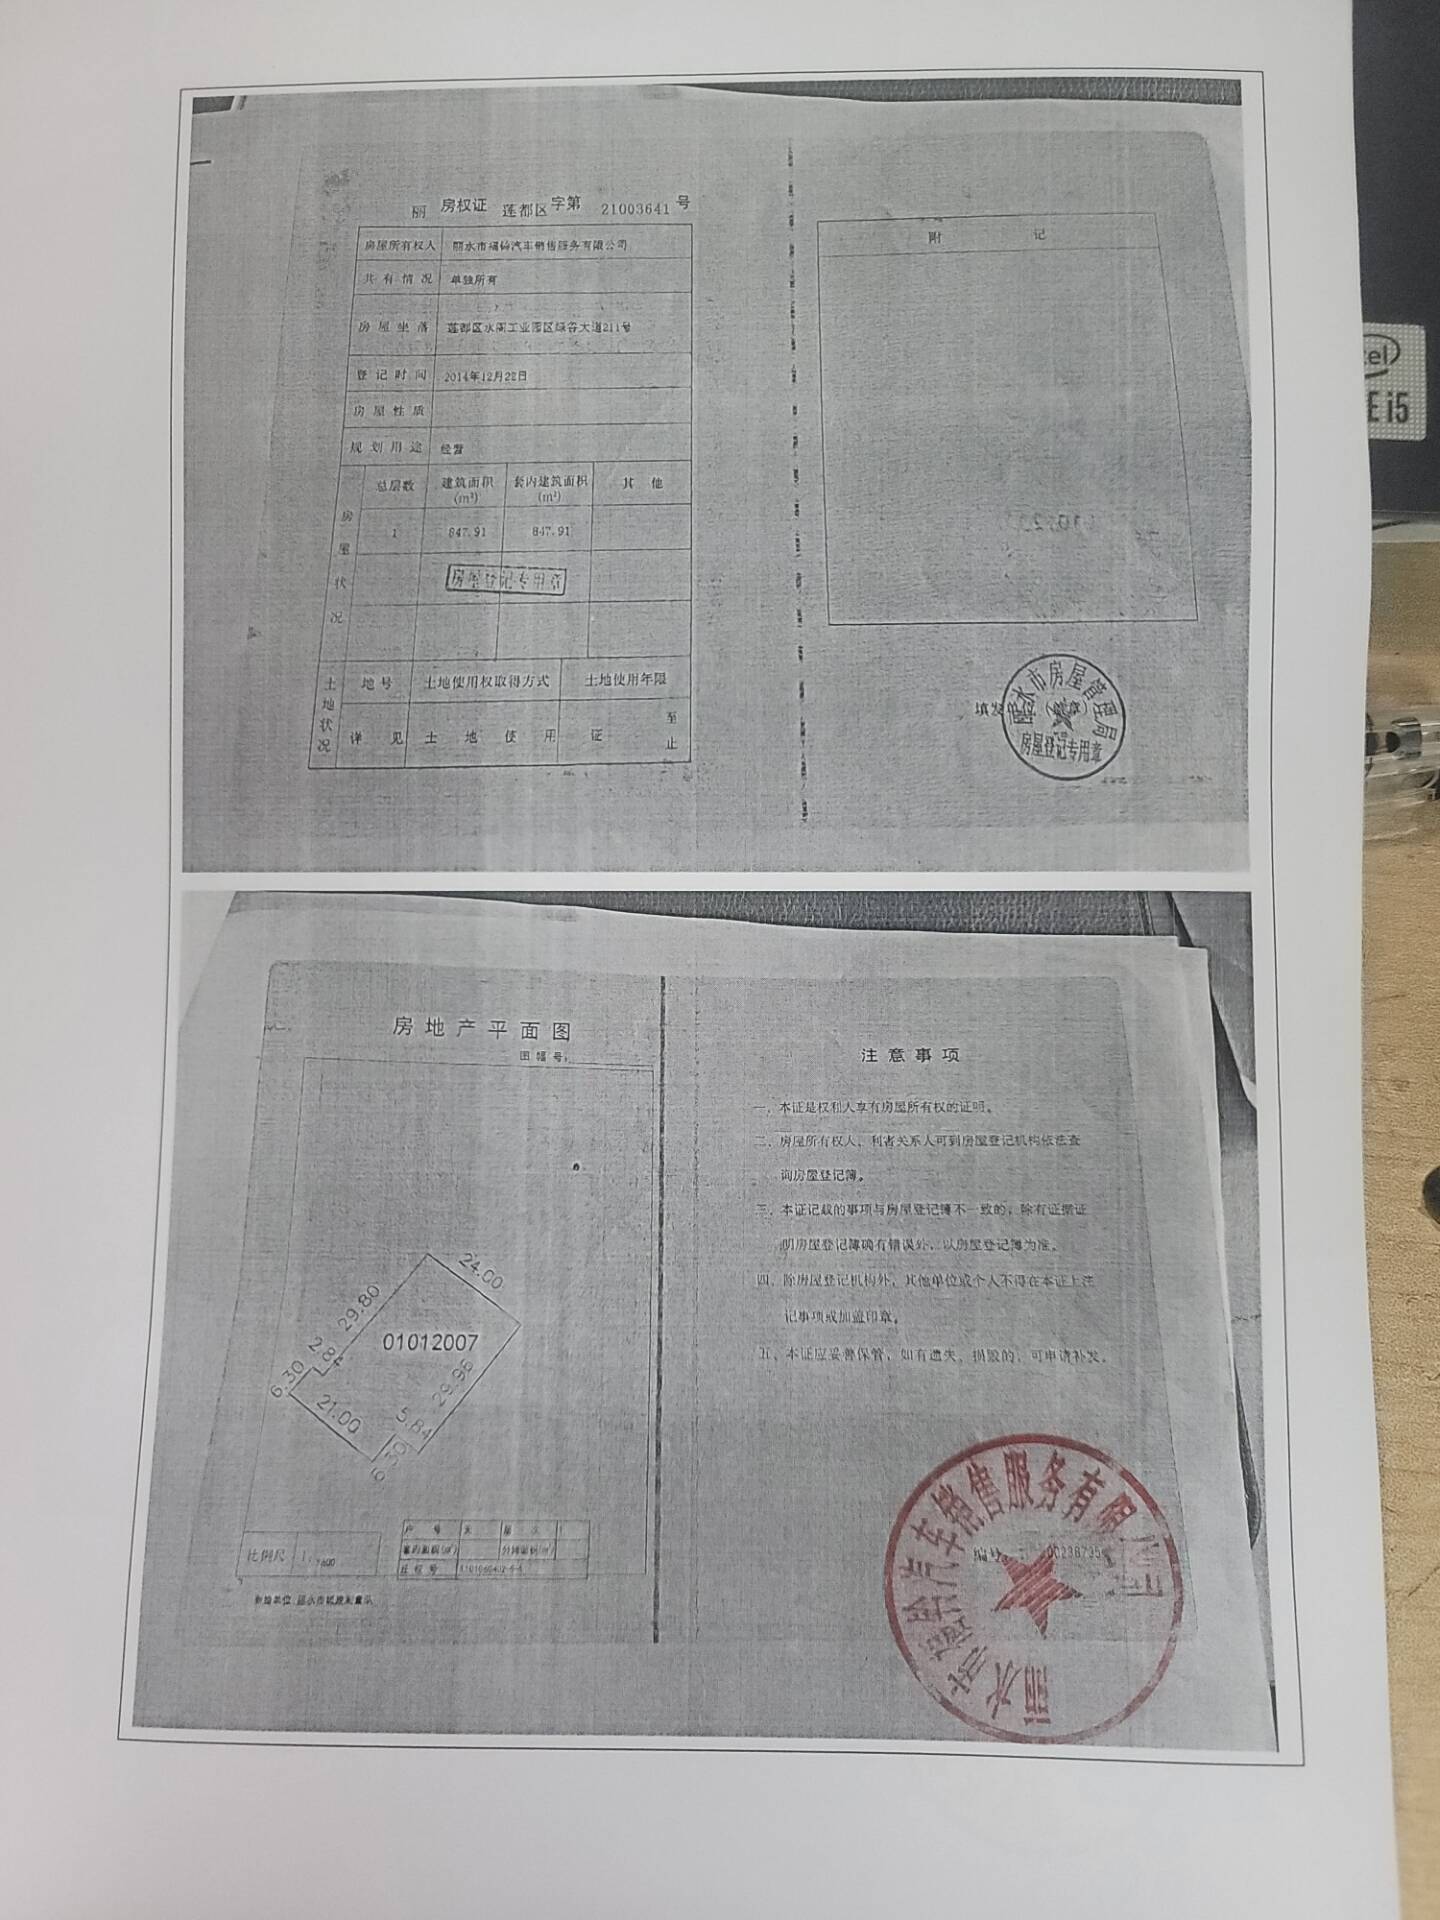 丽 房权证 莲都区 字第 21003641 号
房屋所有权人 丽水市福铃汽车销售服务有限公司
共有情况 单独所有
房屋坐落 莲都区水阁工业园区绿谷大道211号
登记时间 2014年12月22日
房屋性质
规划用途 经营
房屋状况
总层数 建筑面积(m²) 套内建筑面积(m²) 其他
1 847.91 847.91
房屋登记专用章
土地状况
地号 土地使用权取得方式 土地使用年限
详见土地使用证 至 止
附 记
填发
丽水市房屋管理局
房屋登记专用章
房地产平面图
图幅号:
24.00
29.80
01012007
6.30
21.00
5.84
29.96
6.30
比例尺 1:
户号 层次 1
注意事项
一、本证是权利人享有房屋所有权的证明。
二、房屋所有权人、利害关系人可到房屋登记机构依法查
询房屋登记簿。
三、本证记载的事项与房屋登记簿不一致的，除有证据证
明房屋登记簿确有错误外，以房屋登记簿为准。
四、除房屋登记机构外，其他单位或个人不得在本证上注
记事项或加盖印章。
五、本证应妥善保管，如有遗失、损毁的，可申请补发。
编号
丽水市福铃汽车销售服务有限公司
i5